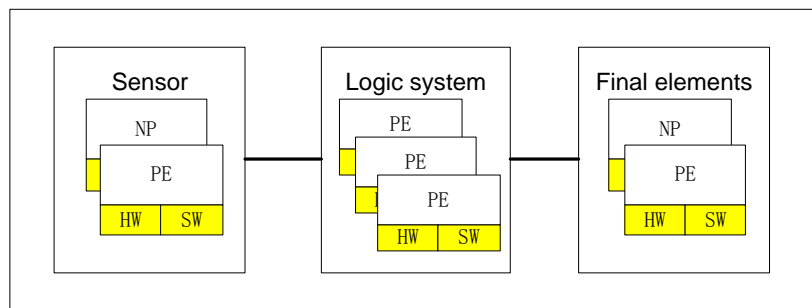 Sensor
NP
PE
HW SW
Logic system
PE
PE
PE
HW SW
Final elements
NP
PE
HW SW